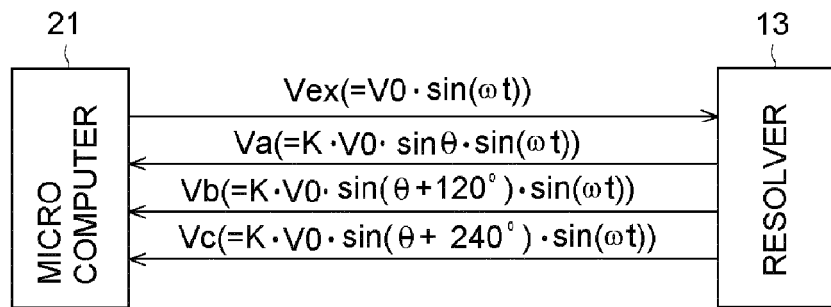 21
13
MICRO
COMPUTER
Vex(=V0·sin(ωt))
Va(=K·V0·sinθ·sin(ωt))
Vb(=K·V0·sin(θ+120°)·sin(ωt))
Vc(=K·V0·sin(θ+ 240°)·sin(ωt))
RESOLVER